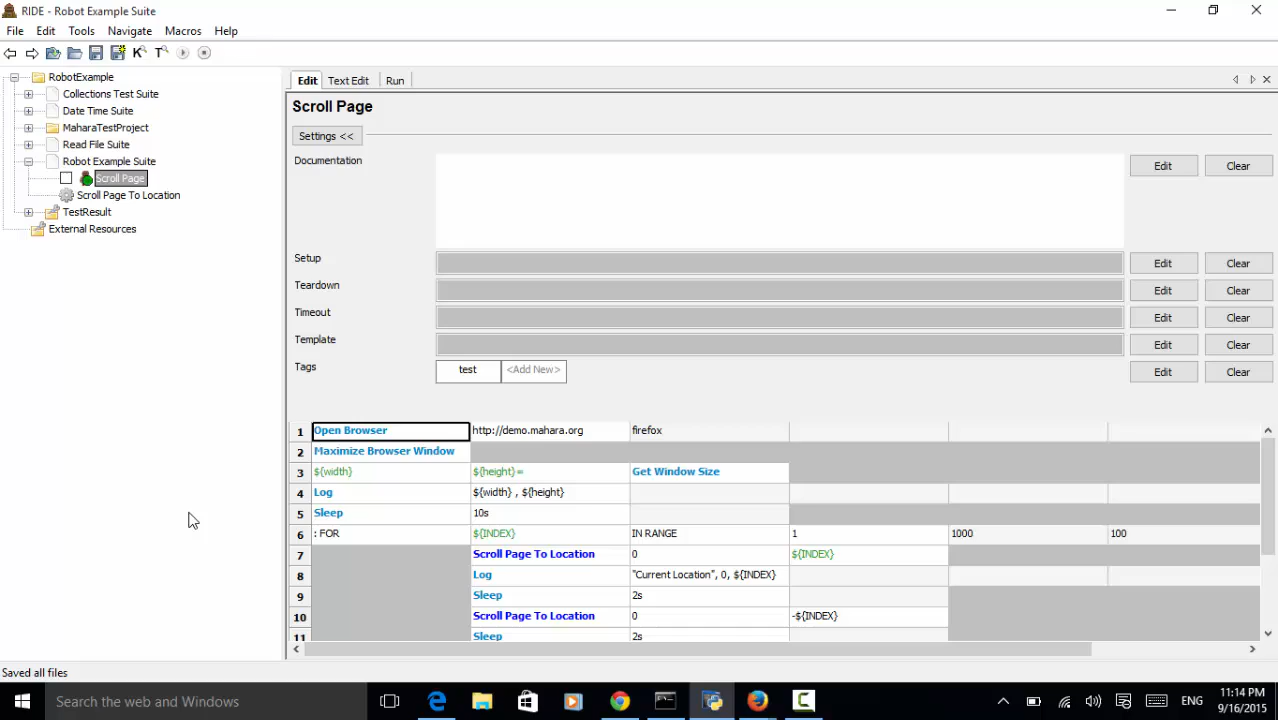 RIDE - Robot Example Suite
File Edit Tools Navigate Macros Help
K T
RobotExample
Collections Test Suite
Date Time Suite
MaharaTestProject
Read File Suite
Robot Example Suite
Scroll Page
Scroll Page To Location
TestResult
External Resources
Edit Text Edit Run
Scroll Page
Settings <<
Documentation Edit Clear
Setup Edit Clear
Teardown Edit Clear
Timeout Edit Clear
Template Edit Clear
Tags test <Add New> Edit Clear
1 Open Browser http://demo.mahara.org firefox
2 Maximize Browser Window
3 ${width} ${height}= Get Window Size
4 Log ${width} , ${height}
5 Sleep 10s
6 : FOR ${INDEX} IN RANGE 1 1000 100
7 Scroll Page To Location 0 ${INDEX}
8 Log "Current Location", 0, ${INDEX}
9 Sleep 2s
10 Scroll Page To Location 0 -${INDEX}
11 Sleep 2s
Saved all files
Search the web and Windows
ENG
11:14 PM
9/16/2015